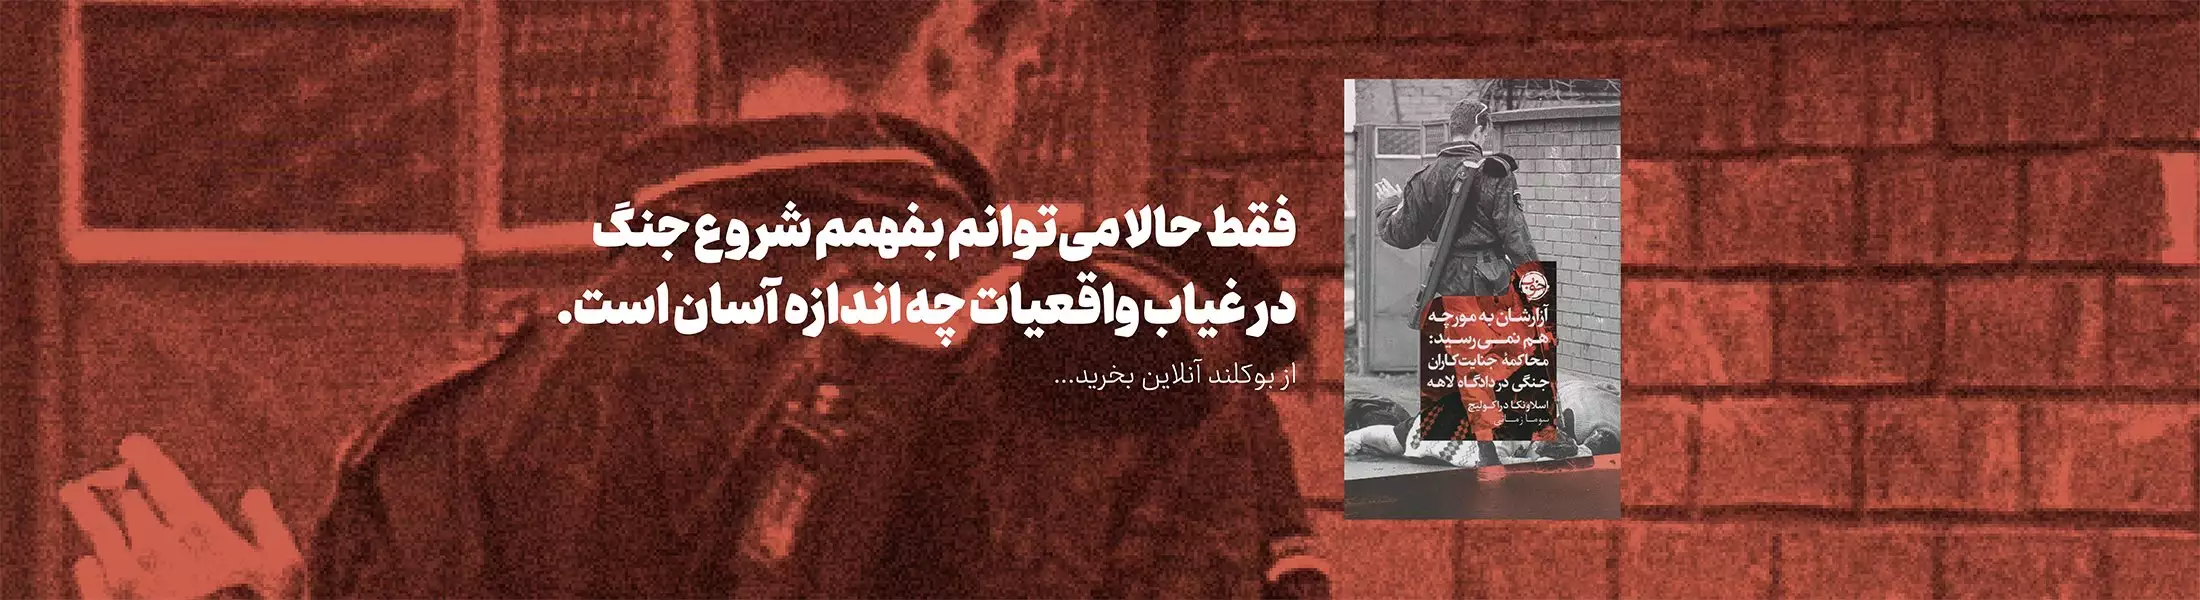 فقط حالا می‌توانم بفهمم شروع جنگ
در غیاب واقعیات چه اندازه آسان است.
از بوکلند آنلاین بخرید...
آزارشان به مورچه
هم نمی‌رسید:
محاکمهٔ جنایت‌کاران
جنگی در دادگاه لاهه
اسلاونکا دراکولیچ
سوما زمانی